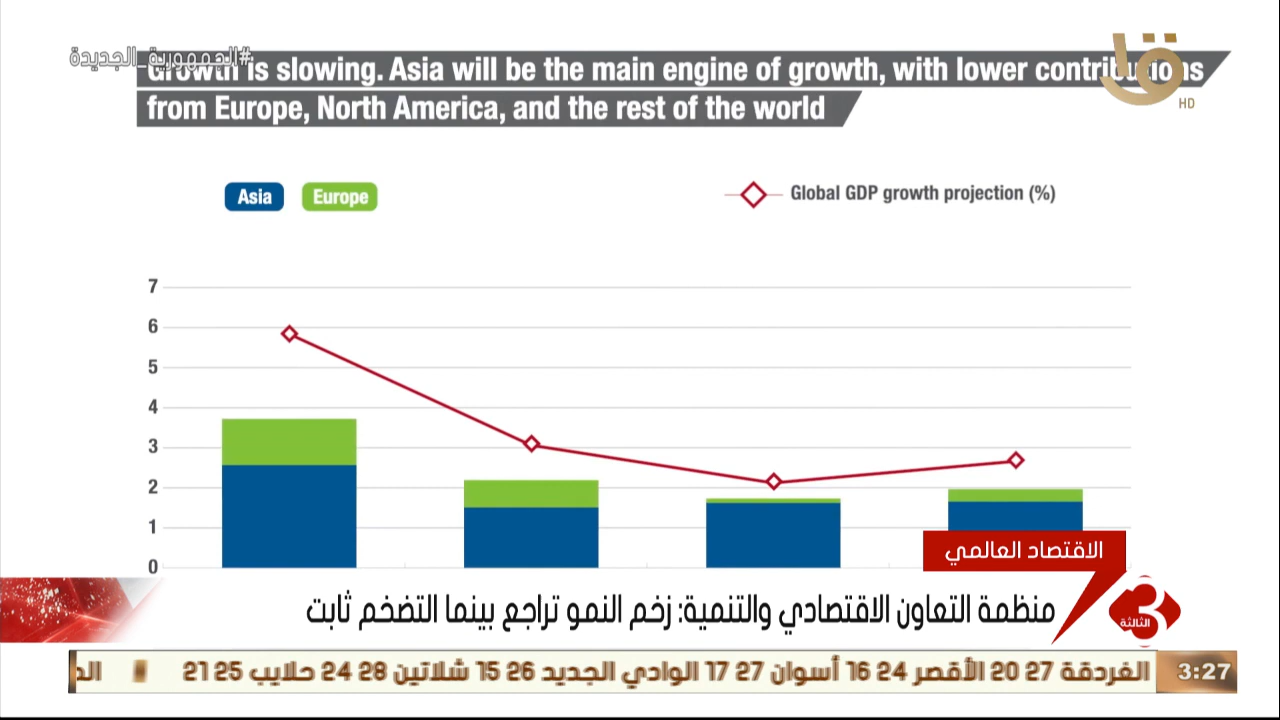 #الجمهورية_الجديدة
Growth is slowing. Asia will be the main engine of growth, with lower contributions
from Europe, North America, and the rest of the world
HD
Asia
Europe
Global GDP growth projection (%)
7
6
5
4
3
2
1
0
الاقتصاد العالمي
منظمة التعاون الاقتصادي والتنمية: زخم النمو تراجع بينما التضخم ثابت
3
الثالثة
3:27
الغردقة 27 20 الأقصر 24 16 أسوان 27 17 الوادي الجديد 26 15 شلاتين 28 24 حلايب 25 21